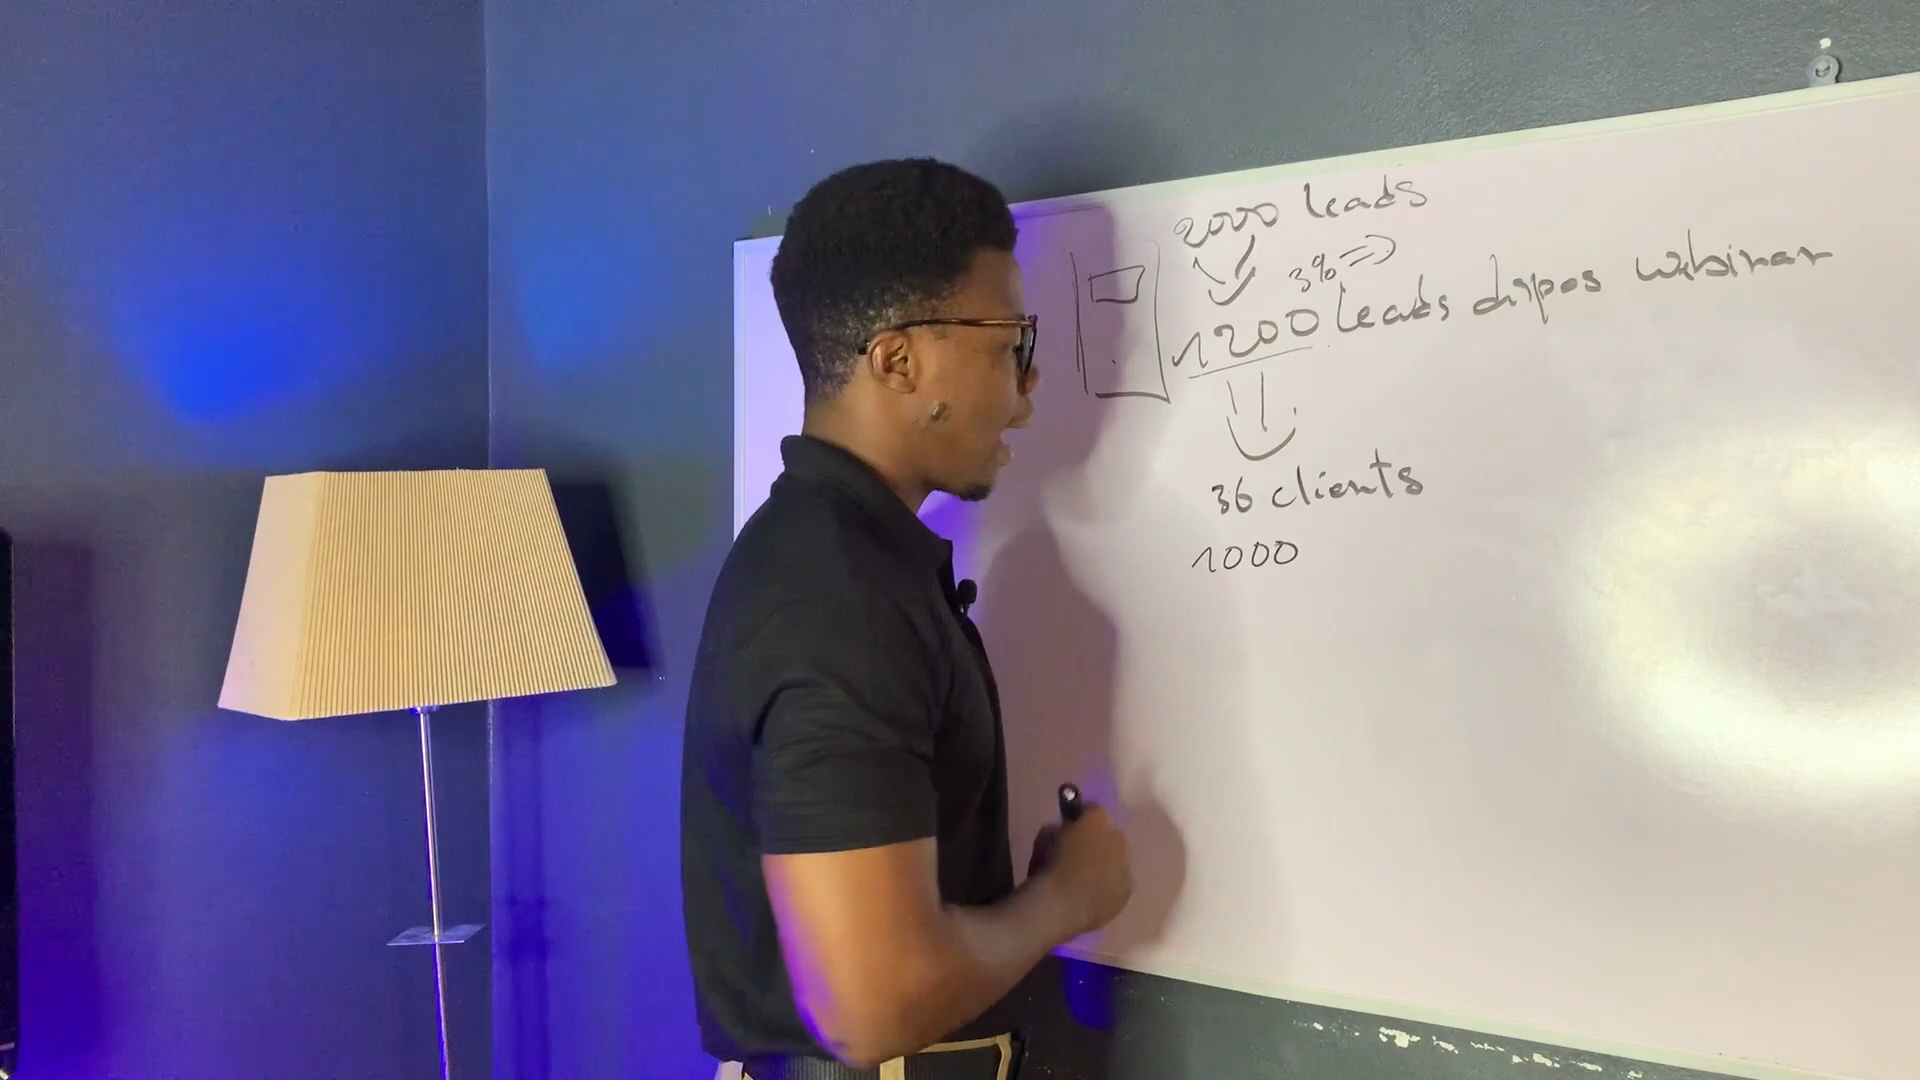 2000 leads
3% =>
1200 leads dispos webinar
36 clients
1000